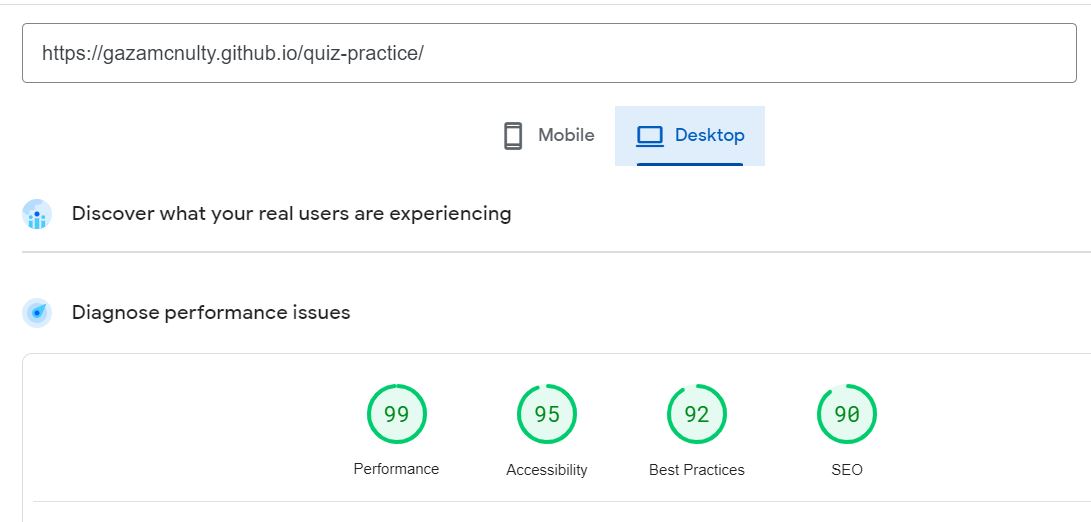 https://gazamcnulty.github.io/quiz-practice/
Mobile Desktop
Discover what your real users are experiencing
Diagnose performance issues
99 95 92 90
Performance Accessibility Best Practices SEO